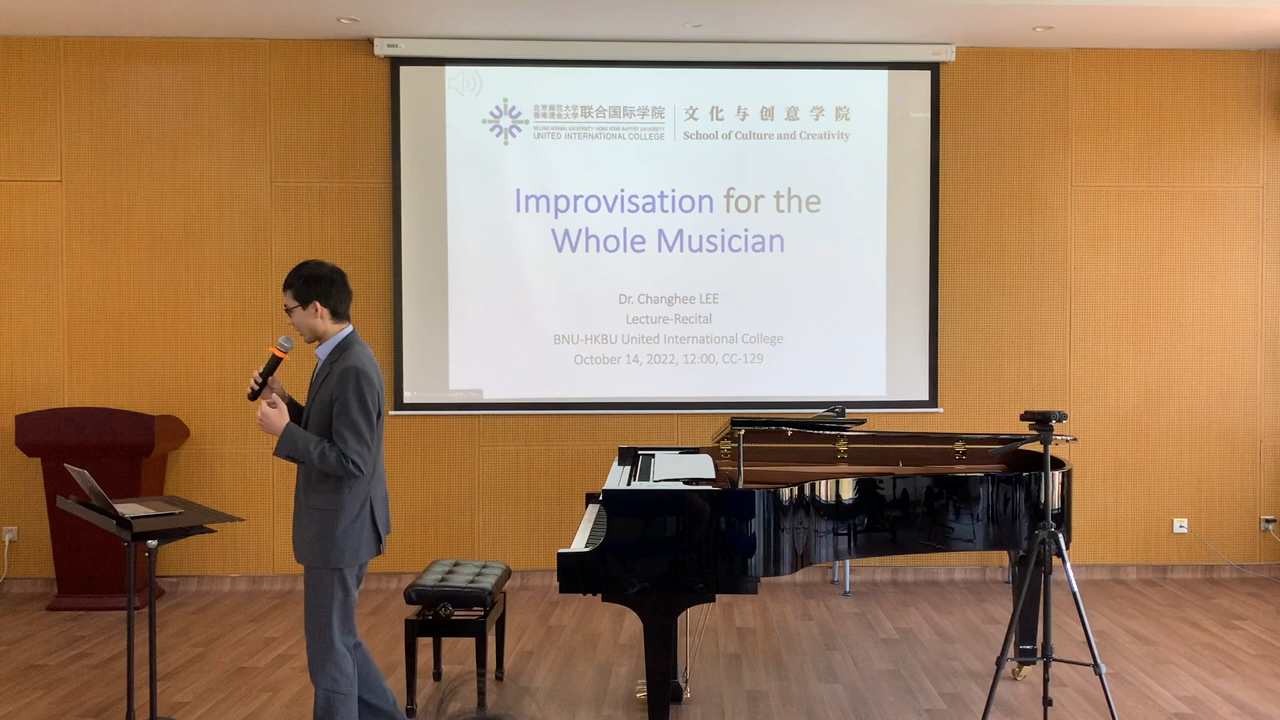 北京师范大学
香港浸会大学
联合国际学院
BEIJING NORMAL UNIVERSITY · HONG KONG BAPTIST UNIVERSITY
UNITED INTERNATIONAL COLLEGE
文化与创意学院
School of Culture and Creativity
Improvisation for the
Whole Musician
Dr. Changhee LEE
Lecture-Recital
BNU-HKBU United International College
October 14, 2022, 12:00, CC-129